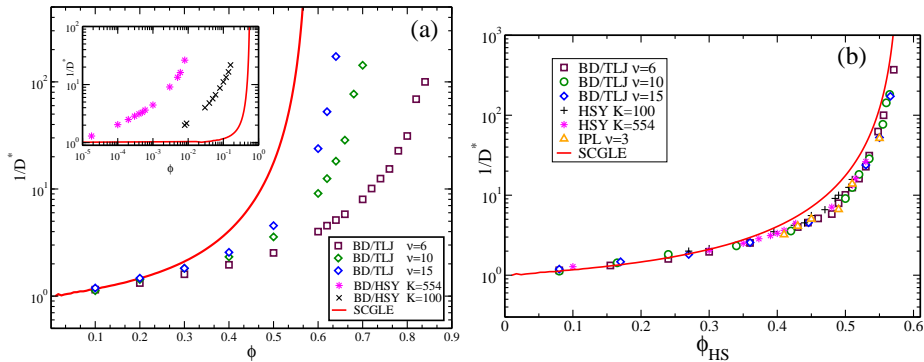 (a)
1/D*
10^2
10^1
10^0
0
0.1
0.2
0.3
0.4
0.5
0.6
0.7
0.8
0.9
ϕ
BD/TLJ ν=6
BD/TLJ ν=10
BD/TLJ ν=15
BD/HSY K=554
BD/HSY K=100
SCGLE
1/D*
10^2
10^1
10^0
10^-5
10^-4
10^-3
10^-2
10^-1
10^0
ϕ
(b)
1/D*
10^3
10^2
10^1
10^0
0
0.1
0.2
0.3
0.4
0.5
0.6
ϕ_HS
BD/TLJ ν=6
BD/TLJ ν=10
BD/TLJ ν=15
HSY K=100
HSY K=554
IPL ν=3
SCGLE